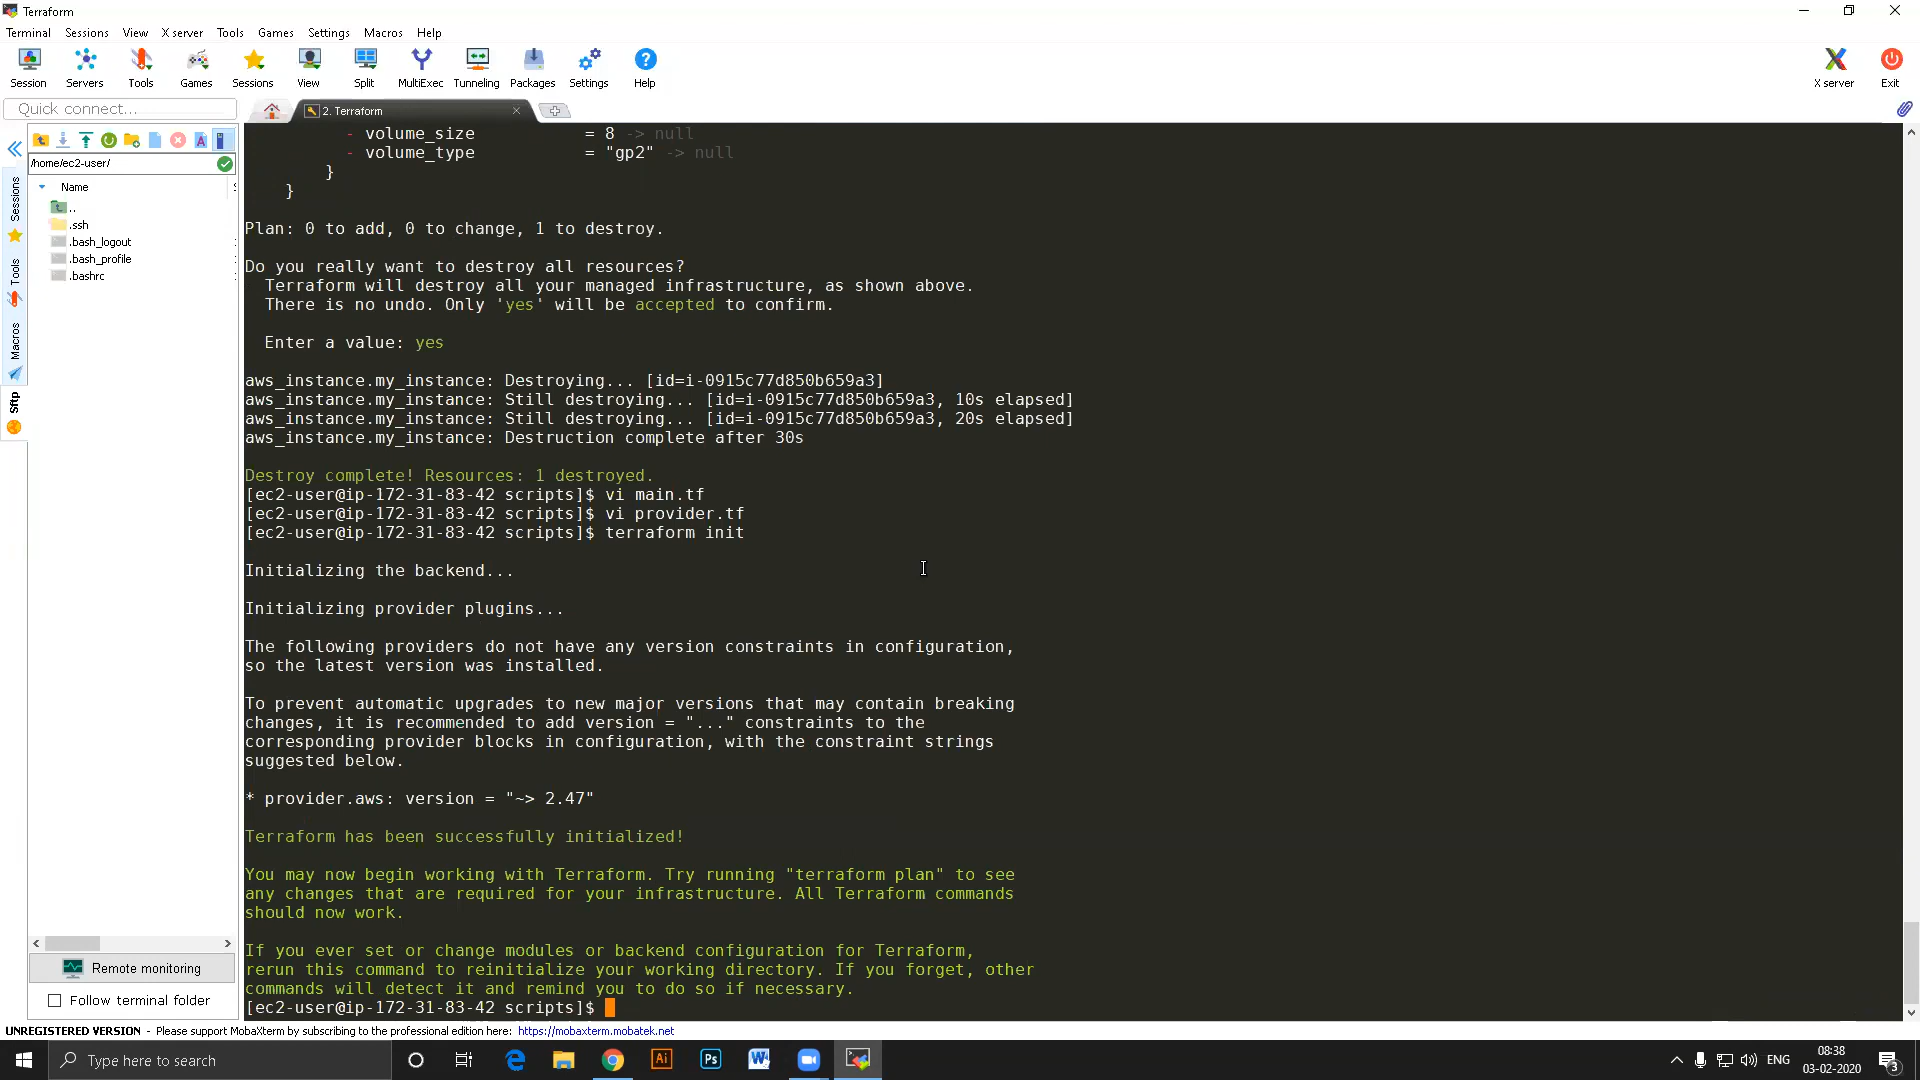 Terraform
Terminal Sessions View X server Tools Games Settings Macros Help
Session Servers Tools Games Sessions View Split MultiExec Tunneling Packages Settings Help X server Exit
Quick connect...
2. Terraform
/home/ec2-user/
Name
..
.ssh
.bash_logout
.bash_profile
.bashrc
Sessions
Tools
Macros
Sftp
- volume_size = 8 -> null
- volume_type = "gp2" -> null
}
}
Plan: 0 to add, 0 to change, 1 to destroy.
Do you really want to destroy all resources?
Terraform will destroy all your managed infrastructure, as shown above.
There is no undo. Only 'yes' will be accepted to confirm.
Enter a value: yes
aws_instance.my_instance: Destroying... [id=i-0915c77d850b659a3]
aws_instance.my_instance: Still destroying... [id=i-0915c77d850b659a3, 10s elapsed]
aws_instance.my_instance: Still destroying... [id=i-0915c77d850b659a3, 20s elapsed]
aws_instance.my_instance: Destruction complete after 30s
Destroy complete! Resources: 1 destroyed.
[ec2-user@ip-172-31-83-42 scripts]$ vi main.tf
[ec2-user@ip-172-31-83-42 scripts]$ vi provider.tf
[ec2-user@ip-172-31-83-42 scripts]$ terraform init
Initializing the backend...
Initializing provider plugins...
The following providers do not have any version constraints in configuration,
so the latest version was installed.
To prevent automatic upgrades to new major versions that may contain breaking
changes, it is recommended to add version = "..." constraints to the
corresponding provider blocks in configuration, with the constraint strings
suggested below.
* provider.aws: version = "~> 2.47"
Terraform has been successfully initialized!
You may now begin working with Terraform. Try running "terraform plan" to see
any changes that are required for your infrastructure. All Terraform commands
should now work.
If you ever set or change modules or backend configuration for Terraform,
rerun this command to reinitialize your working directory. If you forget, other
commands will detect it and remind you to do so if necessary.
[ec2-user@ip-172-31-83-42 scripts]$
Remote monitoring
Follow terminal folder
UNREGISTERED VERSION - Please support MobaXterm by subscribing to the professional edition here: https://mobaxterm.mobatek.net
Type here to search
Ai
Ps
W
ENG
08:38
03-02-2020
3